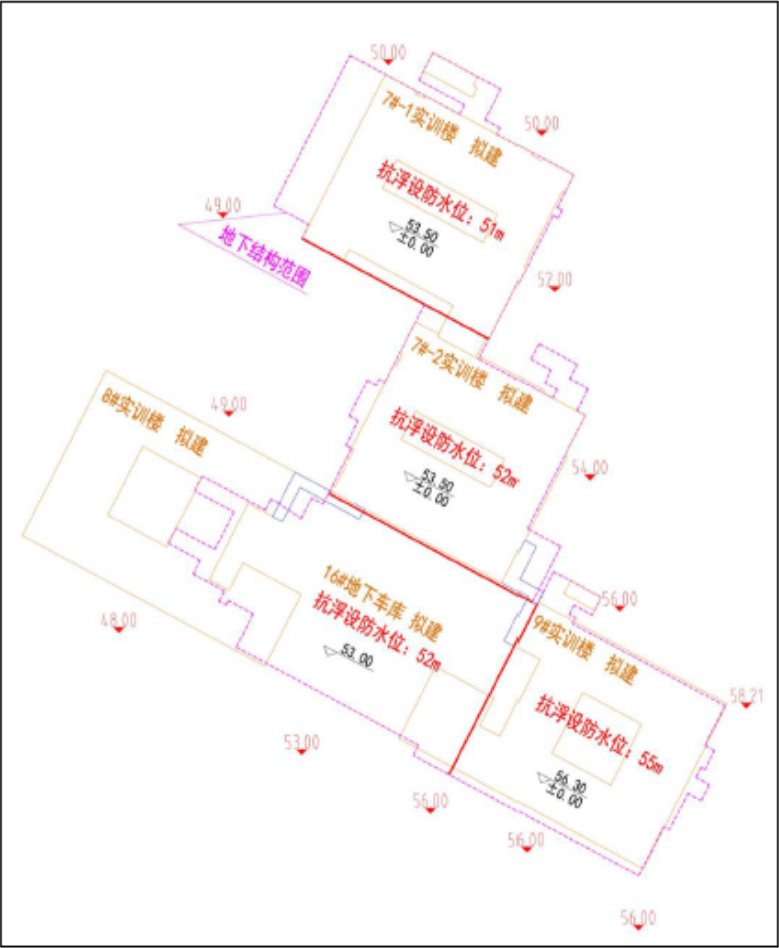 50.00
7#-1实训楼 拟建
50.00
抗浮设防水位：51m
49.00
53.50
±0.00
地下结构范围
52.00
7#-2实训楼 拟建
8#实训楼 拟建
49.00
抗浮设防水位：52m
54.00
53.50
±0.00
16#地下车库 拟建
56.00
抗浮设防水位：52m
9#实训楼 拟建
48.00
53.00
58.21
抗浮设防水位：55m
53.00
56.30
±0.00
56.00
56.00
56.00